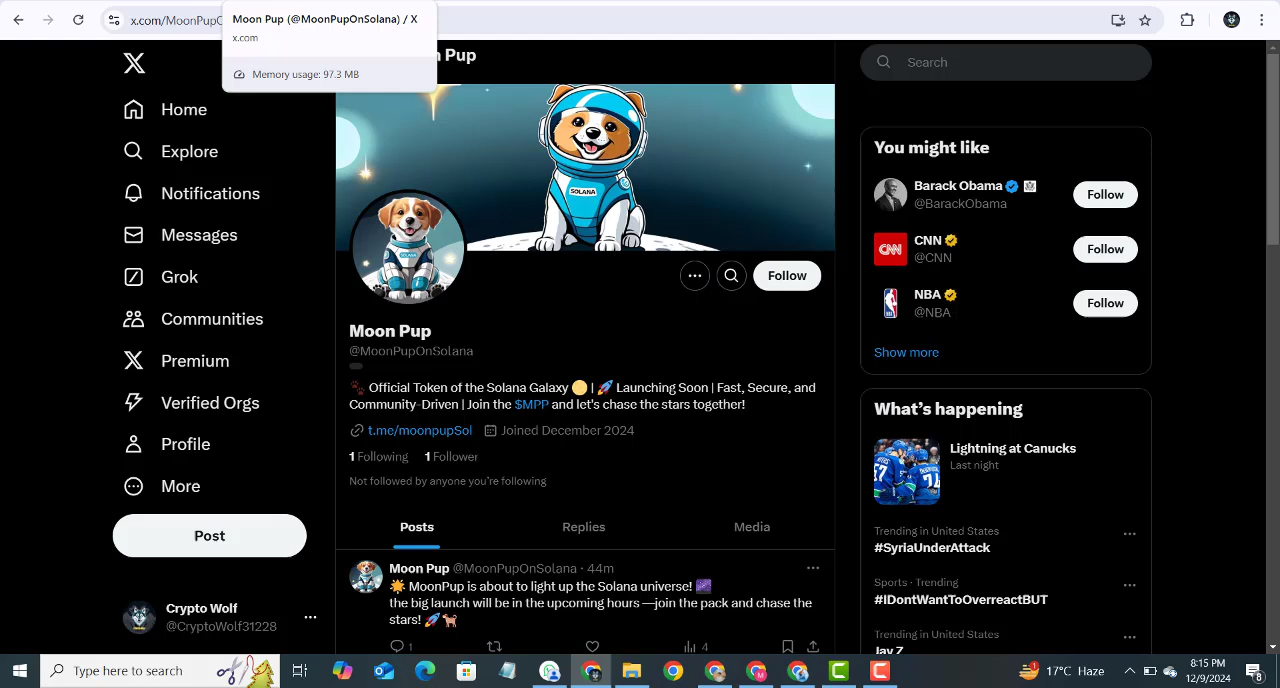 x.com/MoonPupO
Moon Pup (@MoonPupOnSolana) / X
x.com
Memory usage: 97.3 MB
Pup
Search
Home
Explore
Notifications
Messages
Grok
Communities
Premium
Verified Orgs
Profile
More
Post
Crypto Wolf
@CryptoWolf31228
SOLANA
SOLANA
Follow
Moon Pup
@MoonPupOnSolana
🐾 Official Token of the Solana Galaxy 🟡 | 🚀 Launching Soon | Fast, Secure, and
Community-Driven | Join the $MPP and let's chase the stars together!
t.me/moonpupSol Joined December 2024
1 Following 1 Follower
Not followed by anyone you're following
Posts Replies Media
Moon Pup @MoonPupOnSolana · 44m
☀️ MoonPup is about to light up the Solana universe! 🌌
the big launch will be in the upcoming hours —join the pack and chase the
stars! 🚀🐕
1 4
You might like
Barack Obama
@BarackObama
Follow
CNN
CNN
@CNN
Follow
NBA
@NBA
Follow
Show more
What's happening
Lightning at Canucks
Last night
Trending in United States
#SyriaUnderAttack
Sports · Trending
#IDontWantToOverreactBUT
Trending in United States
Jay Z
Type here to search
17°C Haze
8:15 PM
12/9/2024
8